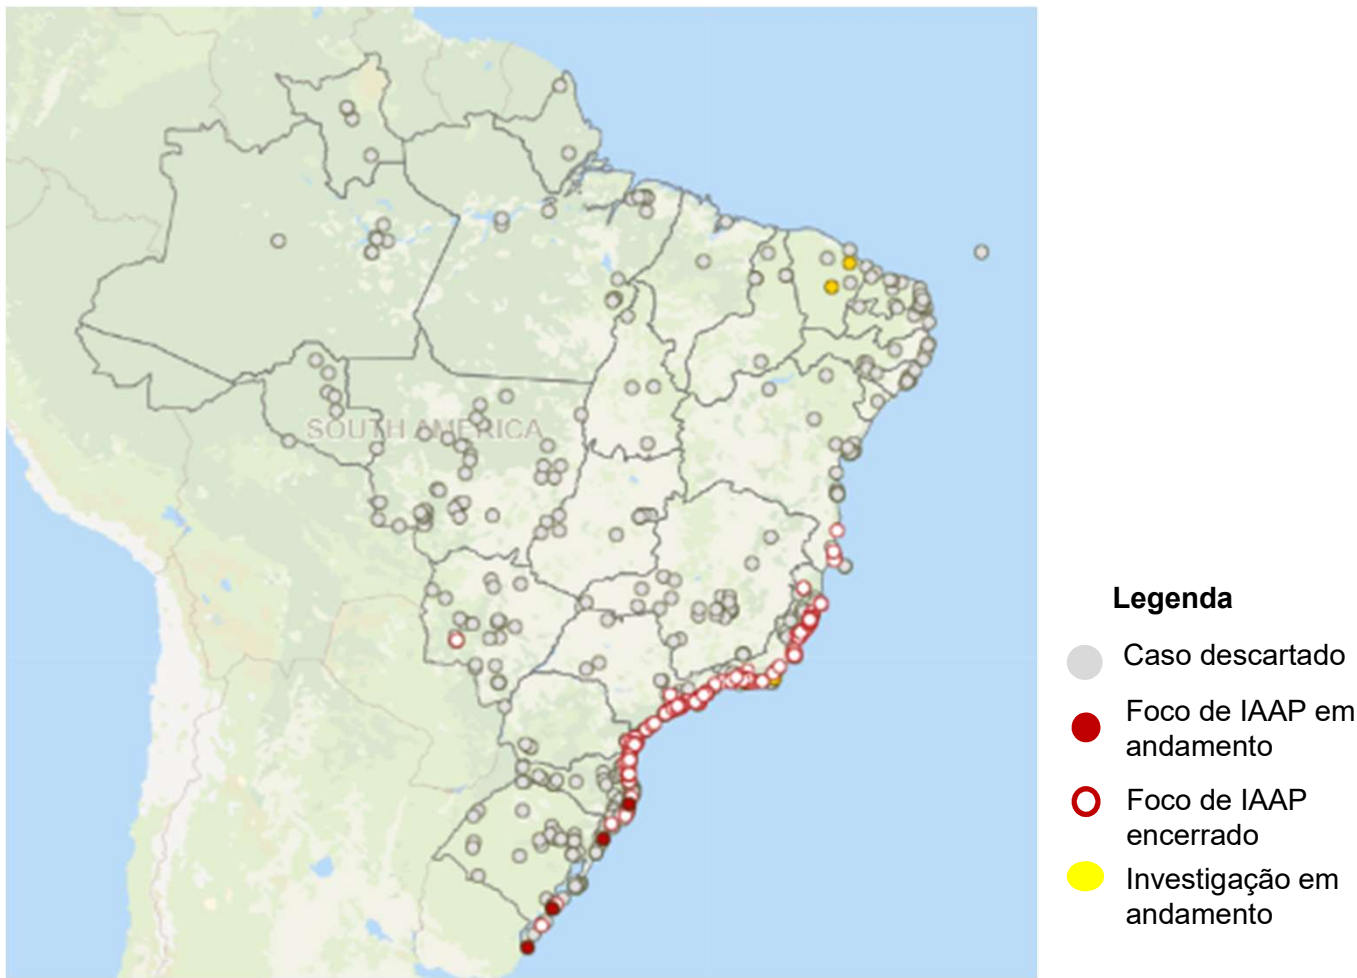 SOUTH AMERICA
Legenda
Caso descartado
Foco de IAAP em
andamento
Foco de IAAP
encerrado
Investigação em
andamento